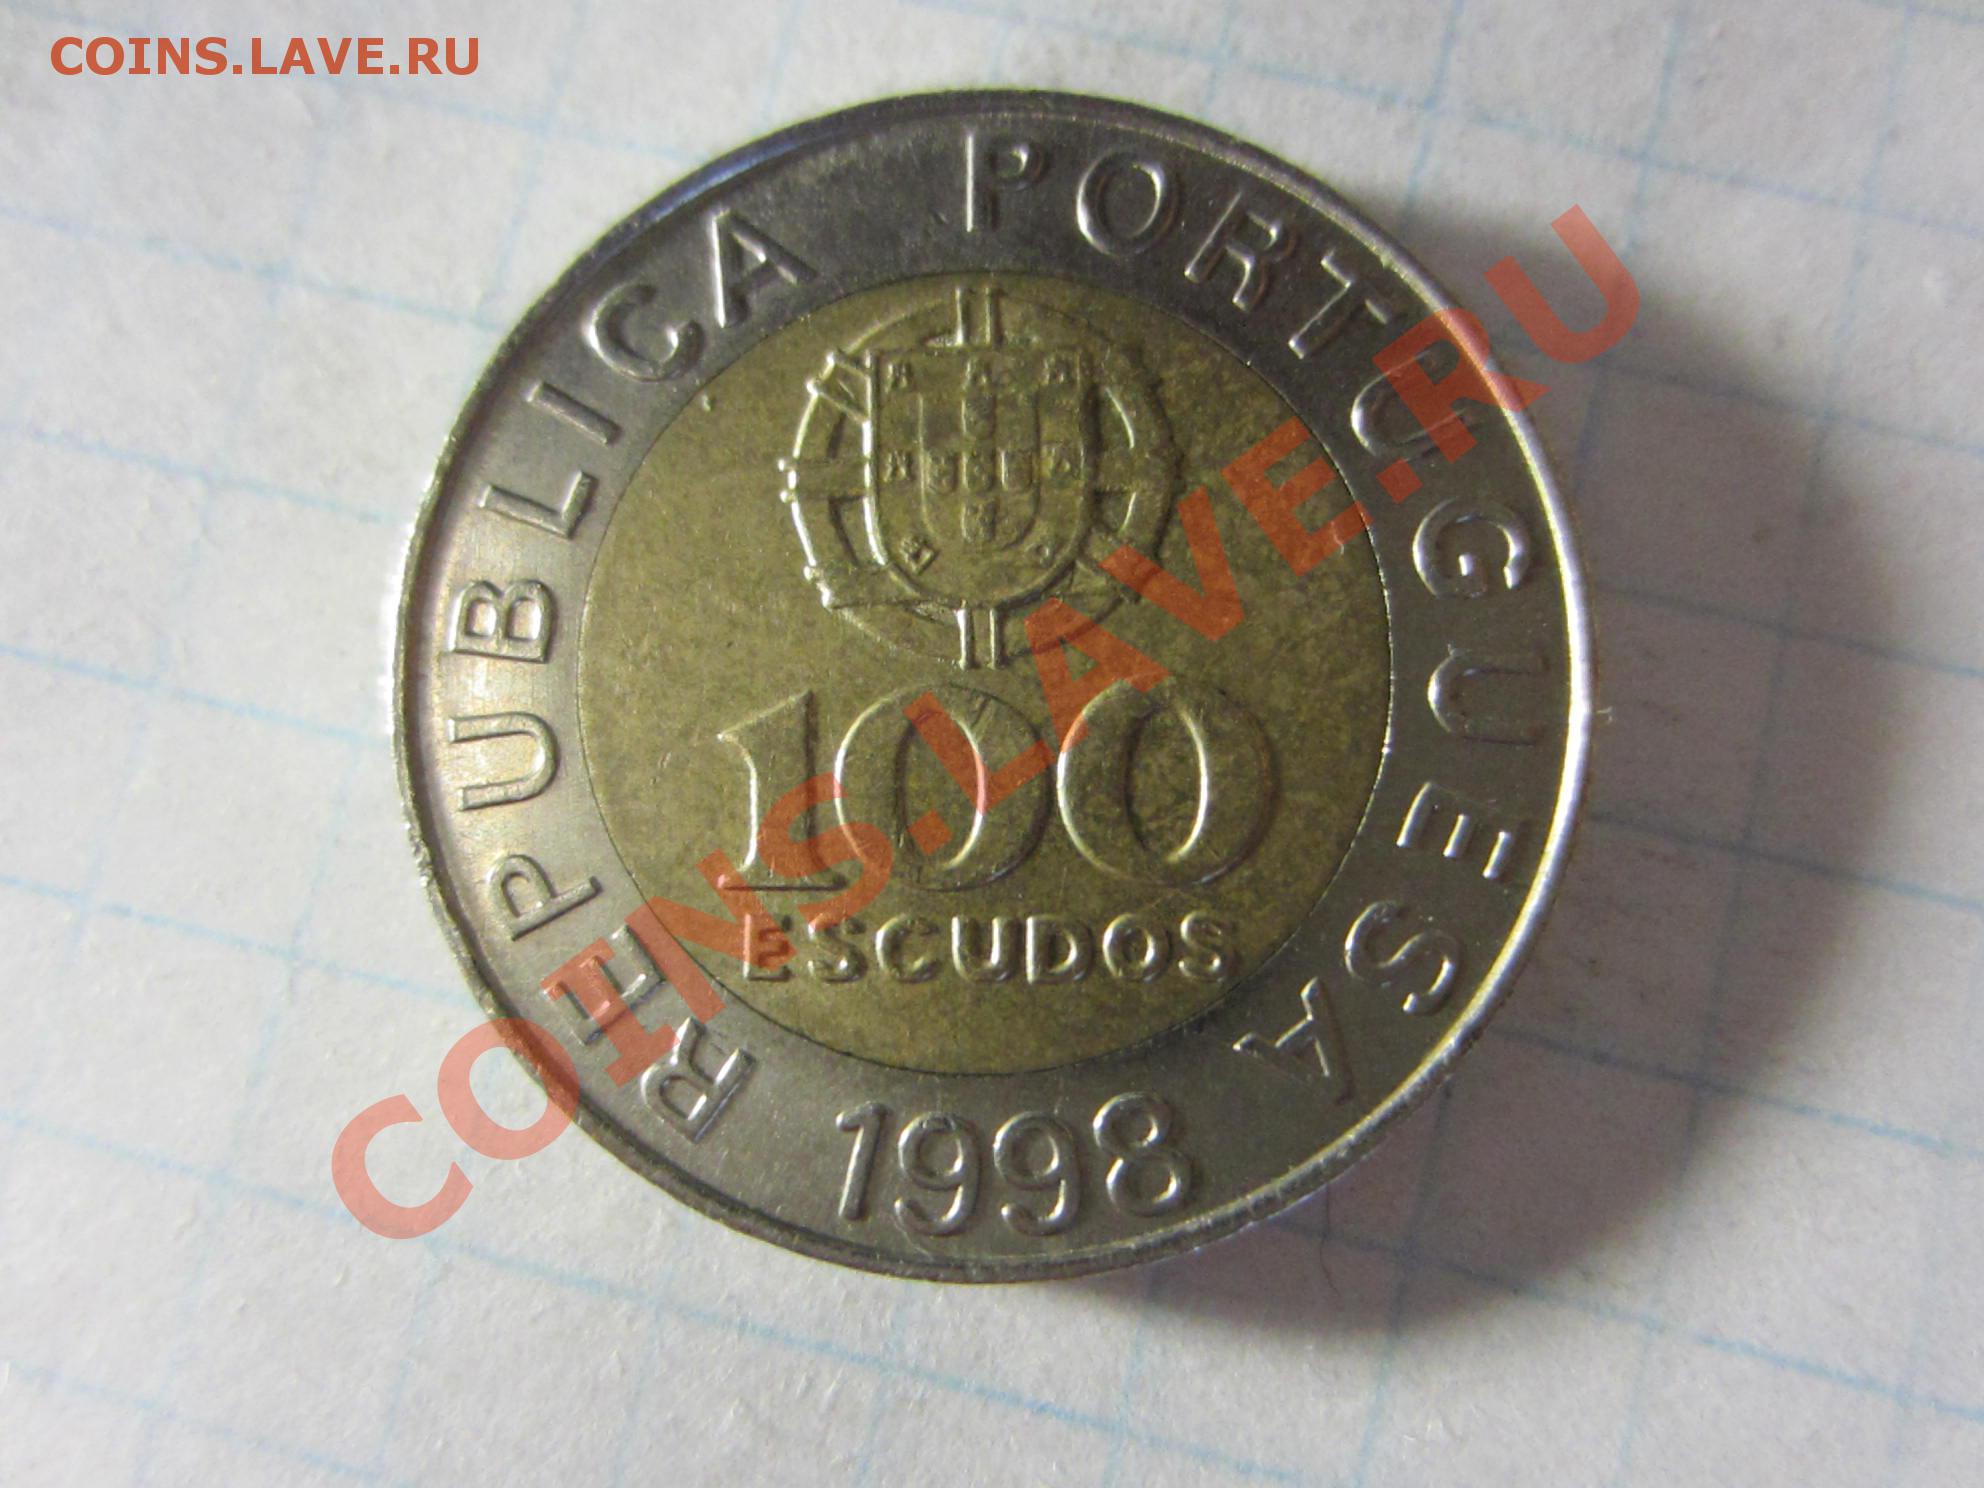 COINS.LAVE.RU
REPUBLICA PORTUGUESA
100
ESCUDOS
1998
COINS.LAVE.RU